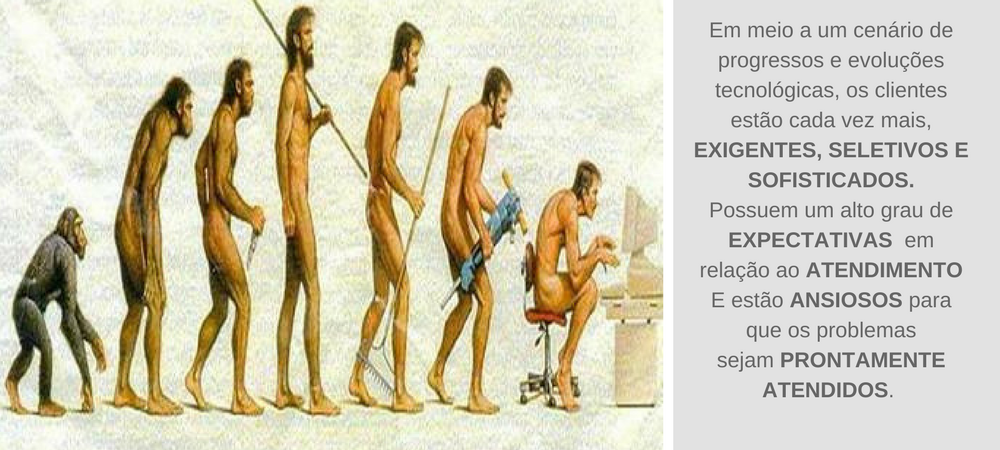 Em meio a um cenário de
progressos e evoluções
tecnológicas, os clientes
estão cada vez mais,
EXIGENTES, SELETIVOS E
SOFISTICADOS.
Possuem um alto grau de
EXPECTATIVAS em
relação ao ATENDIMENTO
E estão ANSIOSOS para
que os problemas
sejam PRONTAMENTE
ATENDIDOS.